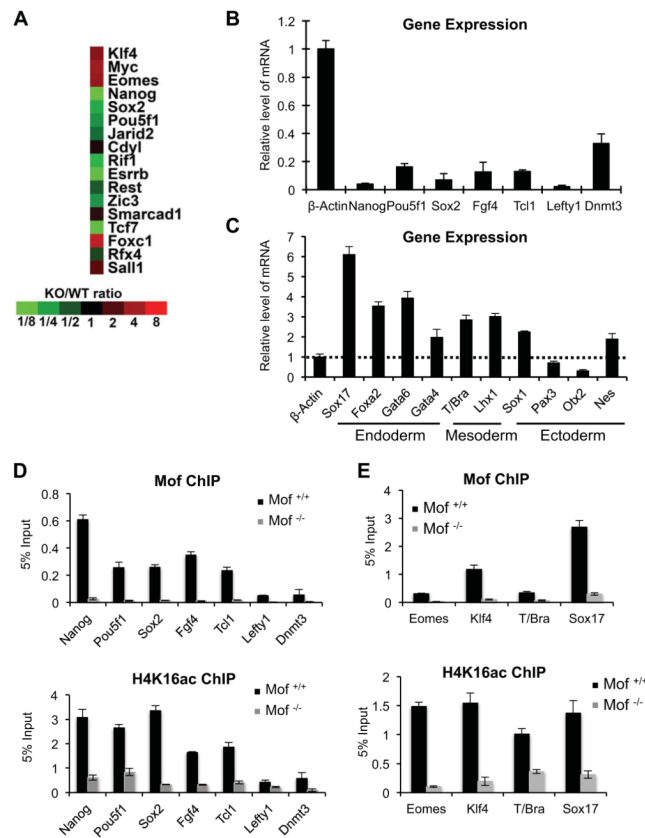 A
Klf4
Myc
Eomes
Nanog
Sox2
Pou5f1
Jarid2
Cdyl
Rif1
Esrrb
Rest
Zic3
Smarcad1
Tcf7
Foxc1
Rfx4
Sall1
KO/WT ratio
1/8 1/4 1/2 1 2 4 8
B
Gene Expression
Relative level of mRNA
1.2
1
0.8
0.6
0.4
0.2
0
β-Actin Nanog Pou5f1 Sox2 Fgf4 Tcl1 Lefty1 Dnmt3
C
Gene Expression
Relative level of mRNA
7
6
5
4
3
2
1
0
β-Actin Sox17 Foxa2 Gata6 Gata4 T/Bra Lhx1 Sox1 Pax3 Otx2 Nes
Endoderm Mesoderm Ectoderm
D
Mof ChIP
5% Input
0.8
0.6
0.4
0.2
0
Mof +/+
Mof -/-
Nanog Pou5f1 Sox2 Fgf4 Tcl1 Lefty1 Dnmt3
H4K16ac ChIP
5% Input
4
3
2
1
0
Mof +/+
Mof -/-
Nanog Pou5f1 Sox2 Fgf4 Tcl1 Lefty1 Dnmt3
E
Mof ChIP
5% Input
4
3
2
1
0
Mof +/+
Mof -/-
Eomes Klf4 T/Bra Sox17
H4K16ac ChIP
5% Input
2
1.5
1
0.5
0
Mof +/+
Mof -/-
Eomes Klf4 T/Bra Sox17